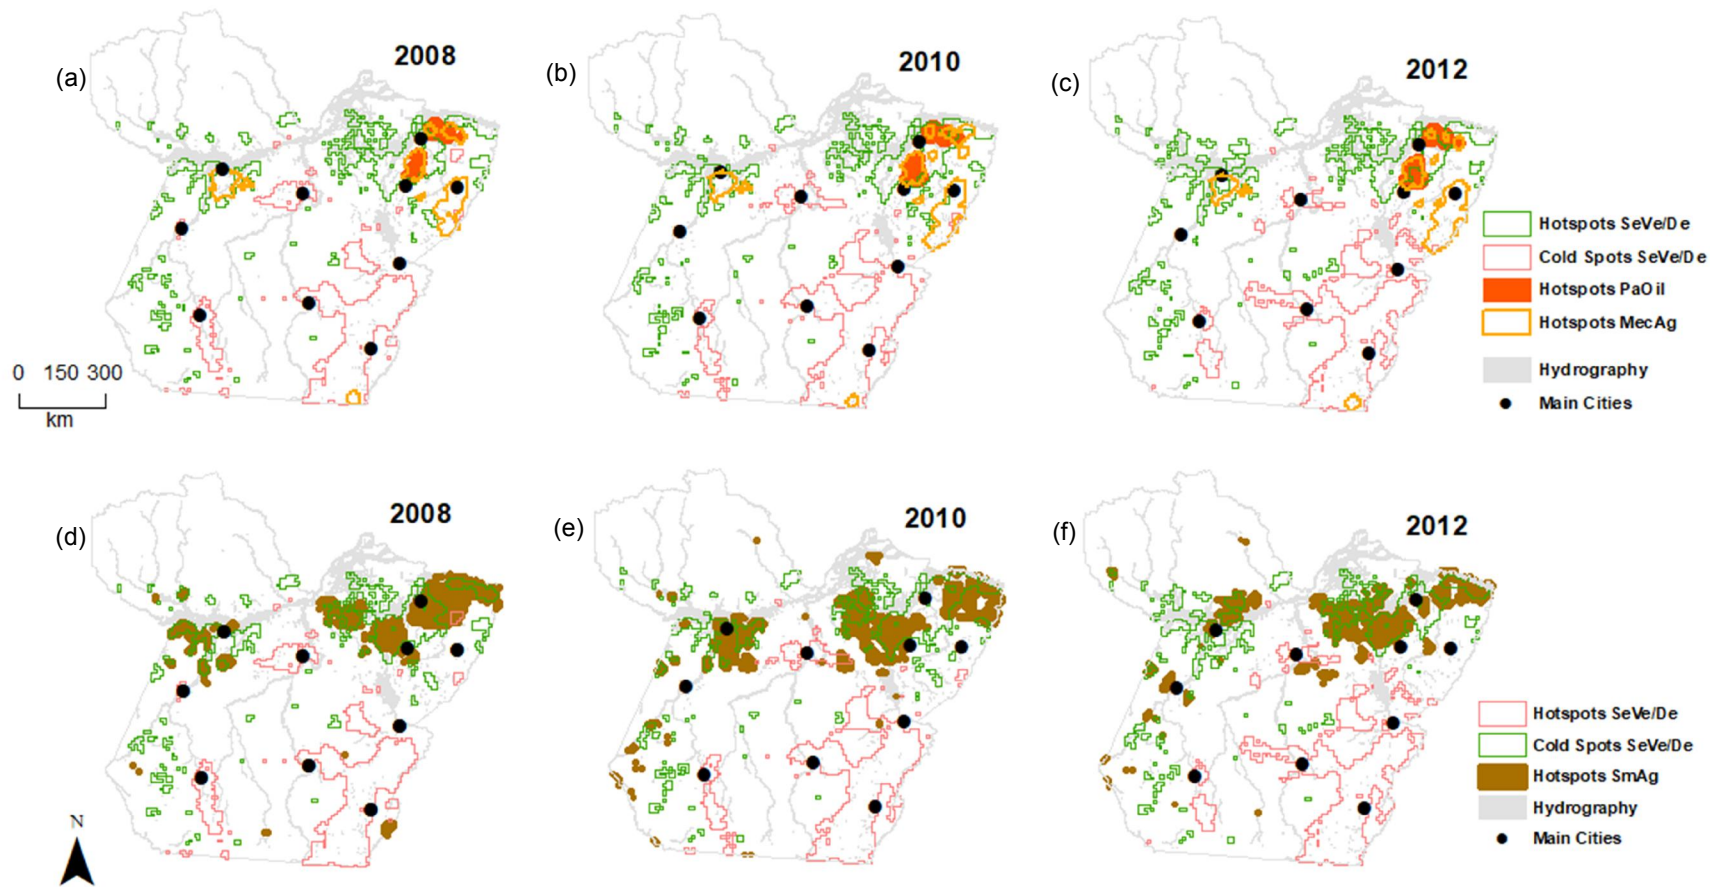 (a)
2008
(b)
2010
(c)
2012
Hotspots SeVe/De
Cold Spots SeVe/De
Hotspots PaOil
Hotspots MecAg
Hydrography
Main Cities
0 150 300
km
(d)
2008
(e)
2010
(f)
2012
Hotspots SeVe/De
Cold Spots SeVe/De
Hotspots SmAg
Hydrography
Main Cities
N